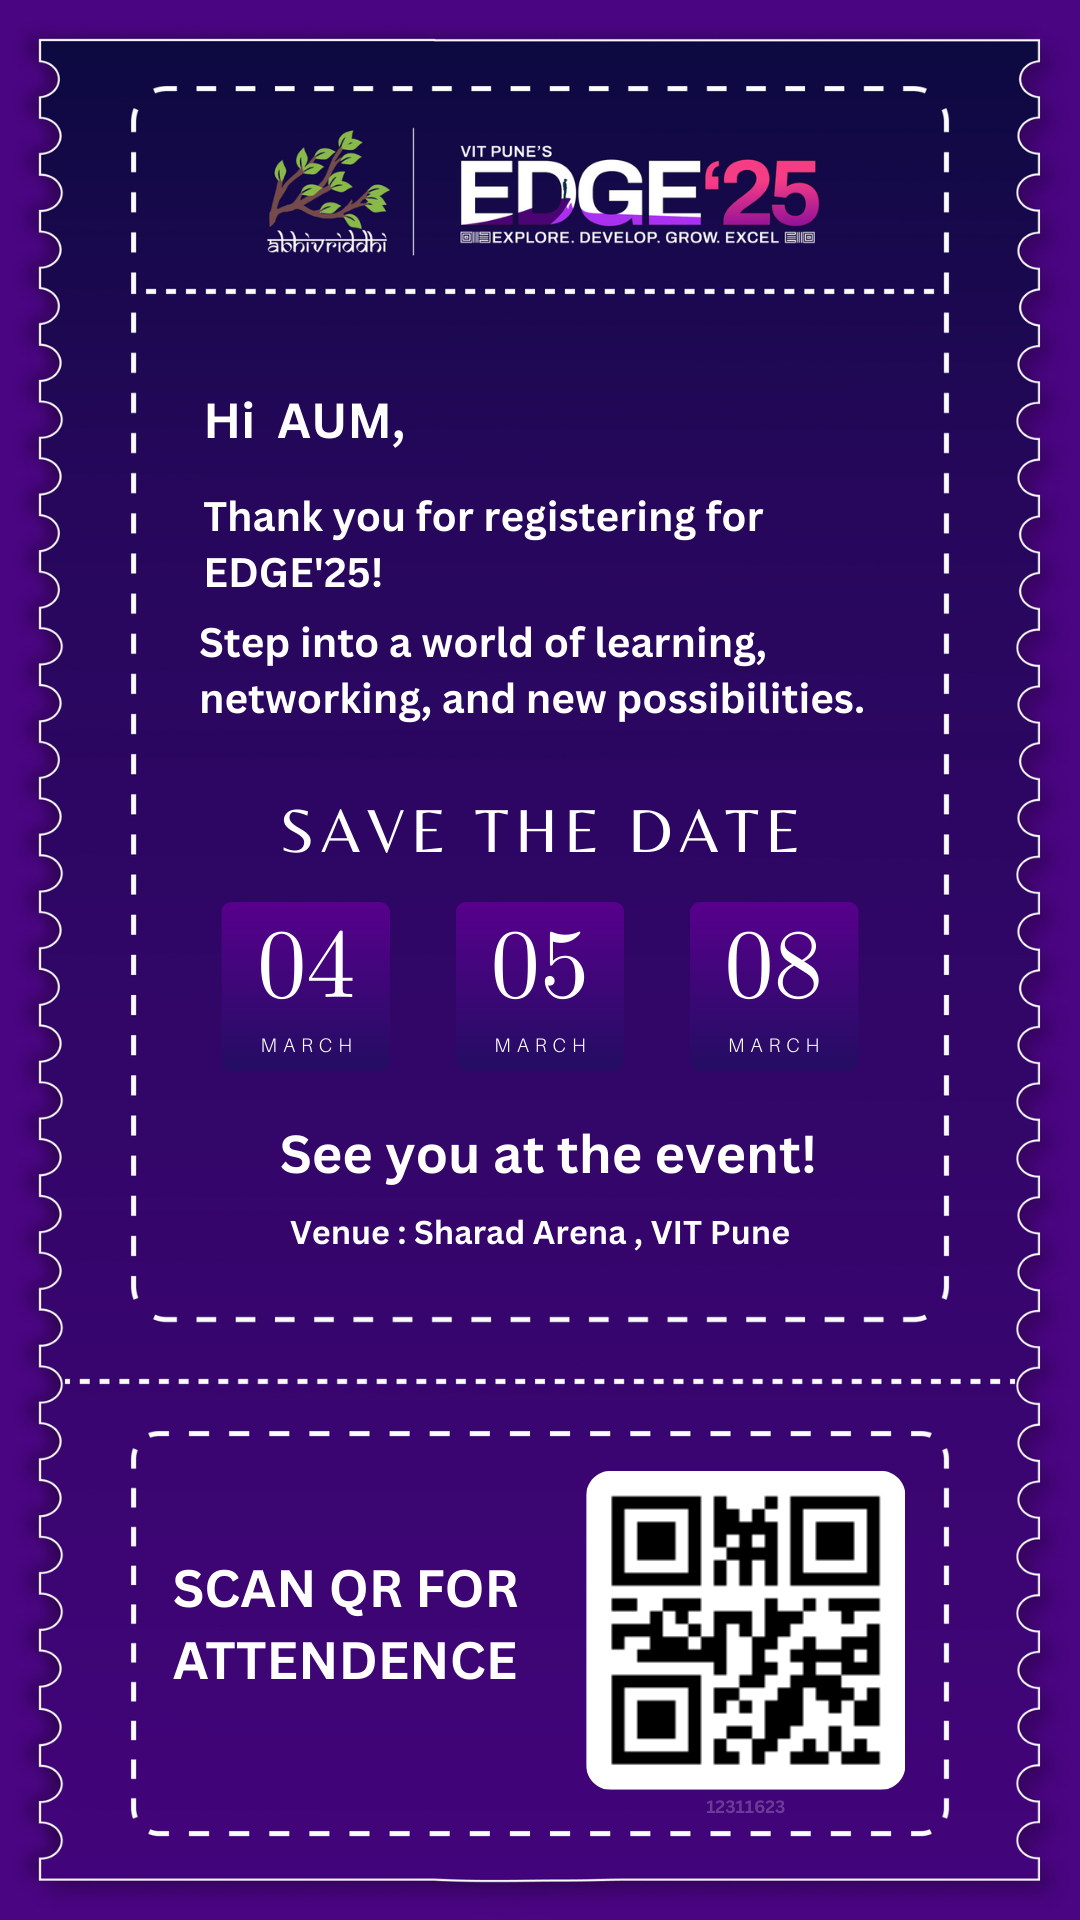 abhivriddhi
VIT PUNE'S
EDGE '25
EXPLORE. DEVELOP. GROW. EXCEL
Hi AUM,
Thank you for registering for
EDGE'25!
Step into a world of learning,
networking, and new possibilities.
SAVE THE DATE
04 05 08
MARCH MARCH MARCH
See you at the event!
Venue : Sharad Arena , VIT Pune
SCAN QR FOR
ATTENDENCE
12311623